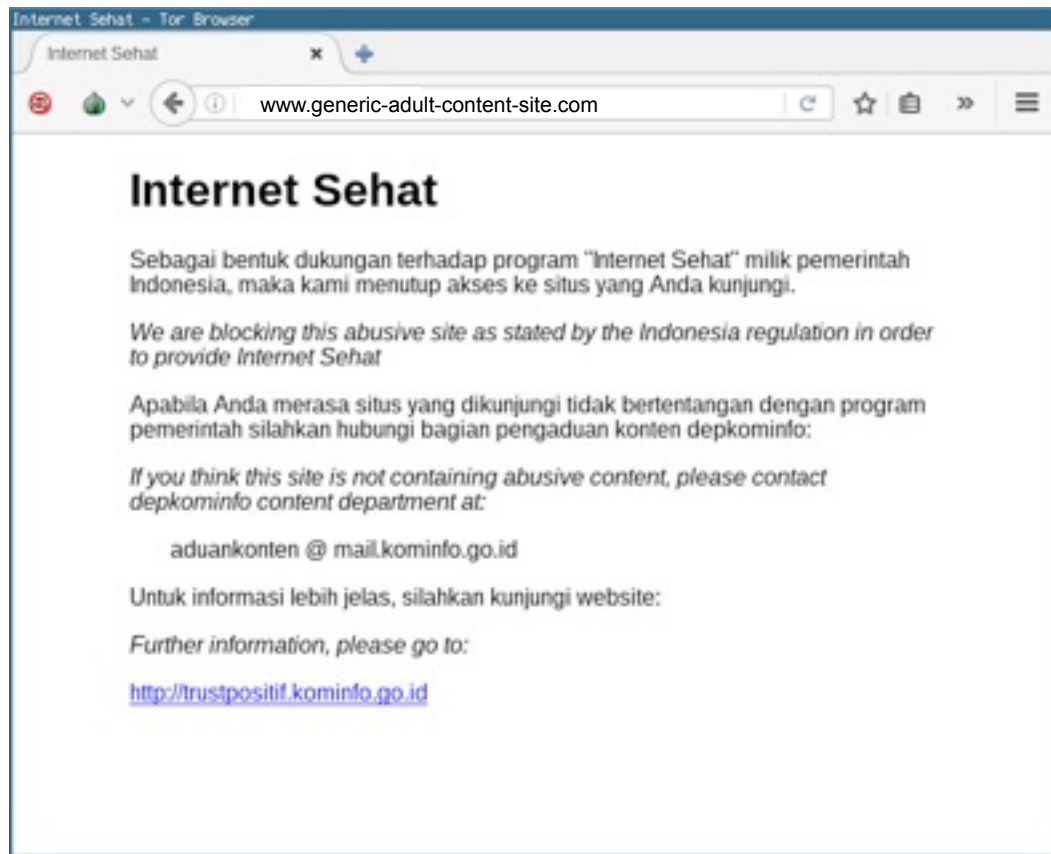 Internet Sehat - Tor Browser
Internet Sehat
www.generic-adult-content-site.com
Internet Sehat
Sebagai bentuk dukungan terhadap program "Internet Sehat" milik pemerintah
Indonesia, maka kami menutup akses ke situs yang Anda kunjungi.
We are blocking this abusive site as stated by the Indonesia regulation in order
to provide Internet Sehat
Apabila Anda merasa situs yang dikunjungi tidak bertentangan dengan program
pemerintah silahkan hubungi bagian pengaduan konten depkominfo:
If you think this site is not containing abusive content, please contact
depkominfo content department at:
aduankonten @ mail.kominfo.go.id
Untuk informasi lebih jelas, silahkan kunjungi website:
Further information, please go to:
http://trustpositif.kominfo.go.id